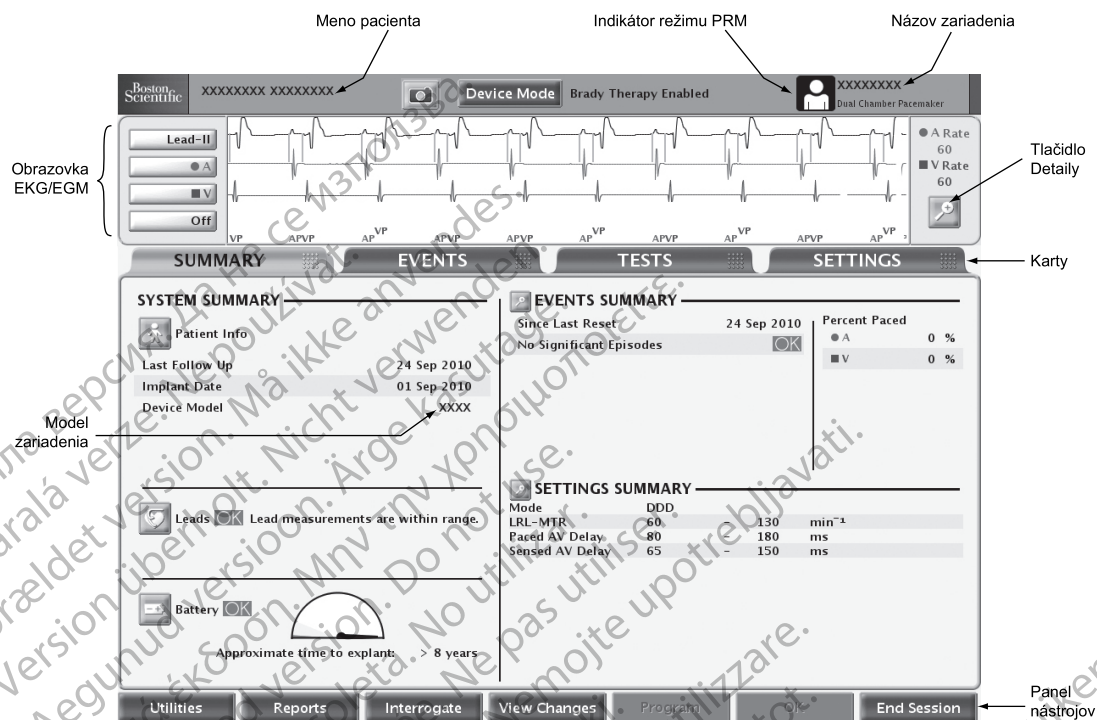 Meno pacienta
Indikátor režimu PRM
Názov zariadenia
Boston Scientific
XXXXXXXX XXXXXXXX
Device Mode
Brady Therapy Enabled
XXXXXXXX
Dual Chamber Pacemaker
Obrazovka
EKG/EGM
Lead-II
A
V
Off
VP APVP AP VP APVP AP VP APVP AP VP APVP AP VP APVP AP VP
A Rate
60
V Rate
60
Tlačidlo
Detaily
SUMMARY
EVENTS
TESTS
SETTINGS
Karty
SYSTEM SUMMARY
Patient Info
Last Follow Up 24 Sep 2010
Implant Date 01 Sep 2010
Device Model XXXX
Model
zariadenia
Leads OK Lead measurements are within range.
Battery OK
Approximate time to explant: > 8 years
EVENTS SUMMARY
Since Last Reset 24 Sep 2010
No Significant Episodes OK
Percent Paced
A 0 %
V 0 %
SETTINGS SUMMARY
Mode DDD
LRL-MTR 60 - 130 min⁻¹
Paced AV Delay 80 - 180 ms
Sensed AV Delay 65 - 150 ms
Utilities
Reports
Interrogate
View Changes
Program
End Session
Panel
nástrojov